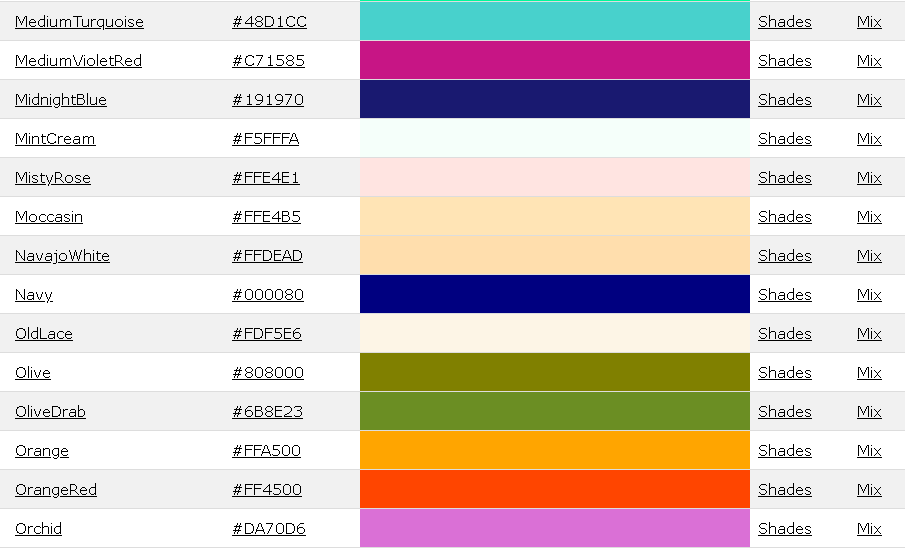 MediumTurquoise #48D1CC Shades Mix
MediumVioletRed #C71585 Shades Mix
MidnightBlue #191970 Shades Mix
MintCream #F5FFFA Shades Mix
MistyRose #FFE4E1 Shades Mix
Moccasin #FFE4B5 Shades Mix
NavajoWhite #FFDEAD Shades Mix
Navy #000080 Shades Mix
OldLace #FDF5E6 Shades Mix
Olive #808000 Shades Mix
OliveDrab #6B8E23 Shades Mix
Orange #FFA500 Shades Mix
OrangeRed #FF4500 Shades Mix
Orchid #DA70D6 Shades Mix